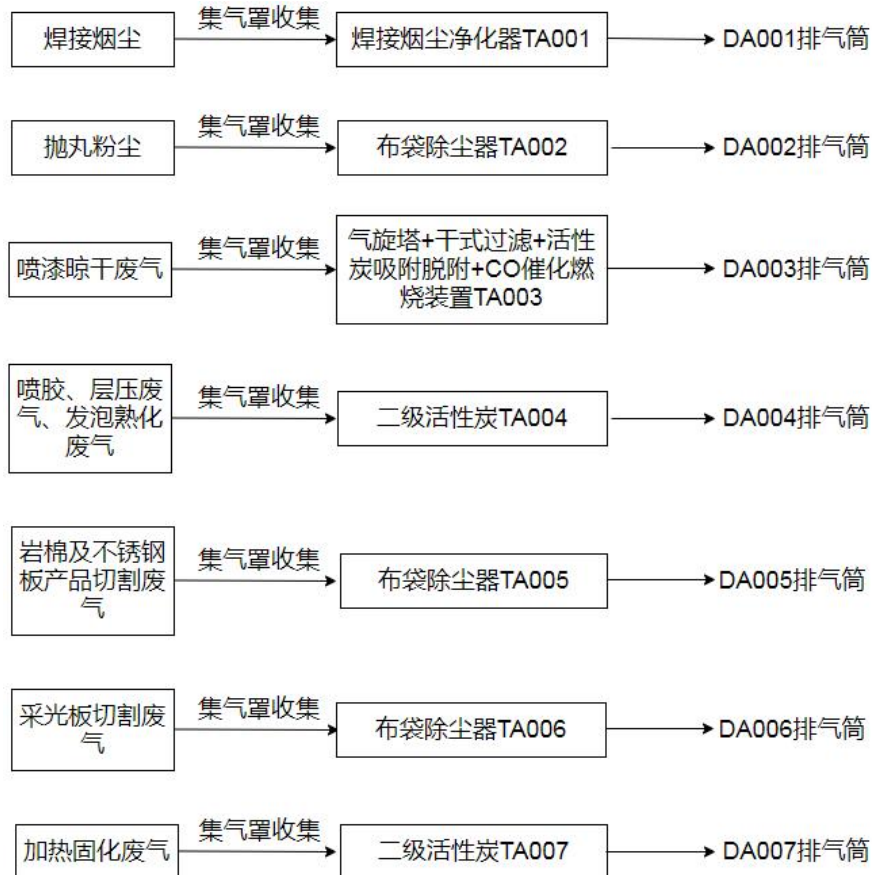 焊接烟尘
集气罩收集
焊接烟尘净化器TA001
DA001排气筒
抛丸粉尘
集气罩收集
布袋除尘器TA002
DA002排气筒
喷漆晾干废气
集气罩收集
气旋塔+干式过滤+活性
炭吸附脱附+CO催化燃
烧装置TA003
DA003排气筒
喷胶、层压废
气、发泡熟化
废气
集气罩收集
二级活性炭TA004
DA004排气筒
岩棉及不锈钢
板产品切割废
气
集气罩收集
布袋除尘器TA005
DA005排气筒
采光板切割废
气
集气罩收集
布袋除尘器TA006
DA006排气筒
加热固化废气
集气罩收集
二级活性炭TA007
DA007排气筒